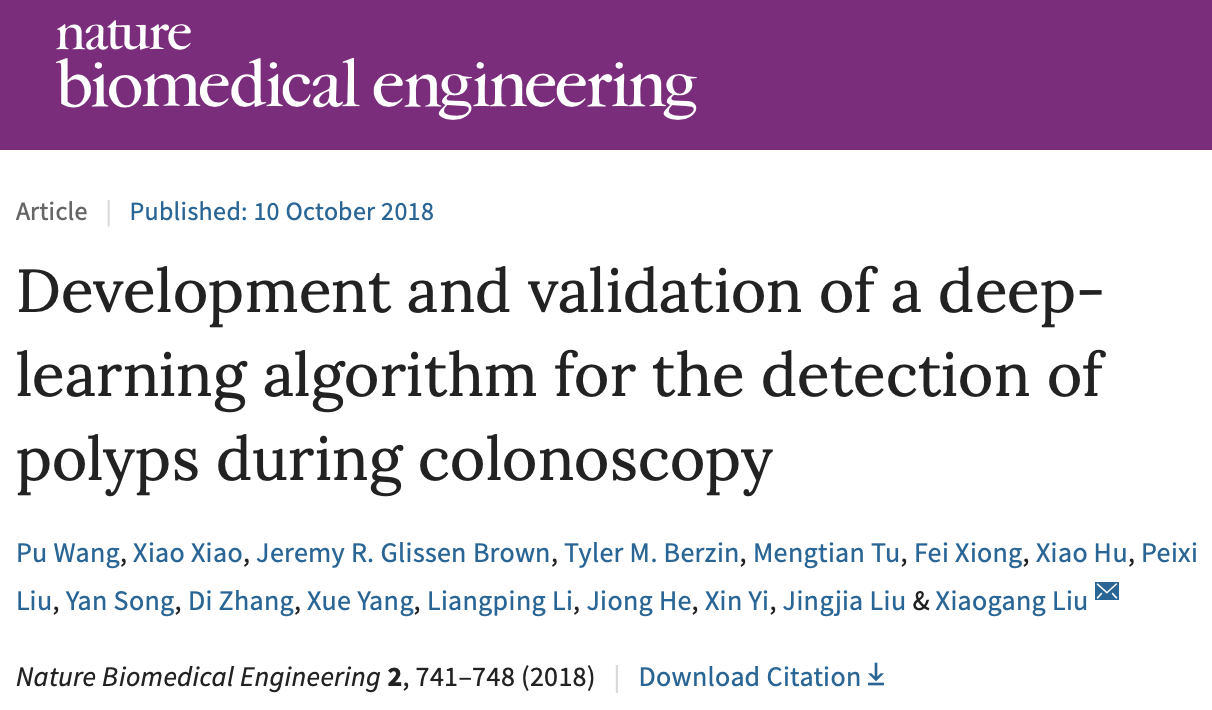 nature
biomedical engineering
Article | Published: 10 October 2018
Development and validation of a deep-
learning algorithm for the detection of
polyps during colonoscopy
Pu Wang, Xiao Xiao, Jeremy R. Glissen Brown, Tyler M. Berzin, Mengtian Tu, Fei Xiong, Xiao Hu, Peixi
Liu, Yan Song, Di Zhang, Xue Yang, Liangping Li, Jiong He, Xin Yi, Jingjia Liu & Xiaogang Liu
Nature Biomedical Engineering 2, 741–748 (2018) | Download Citation